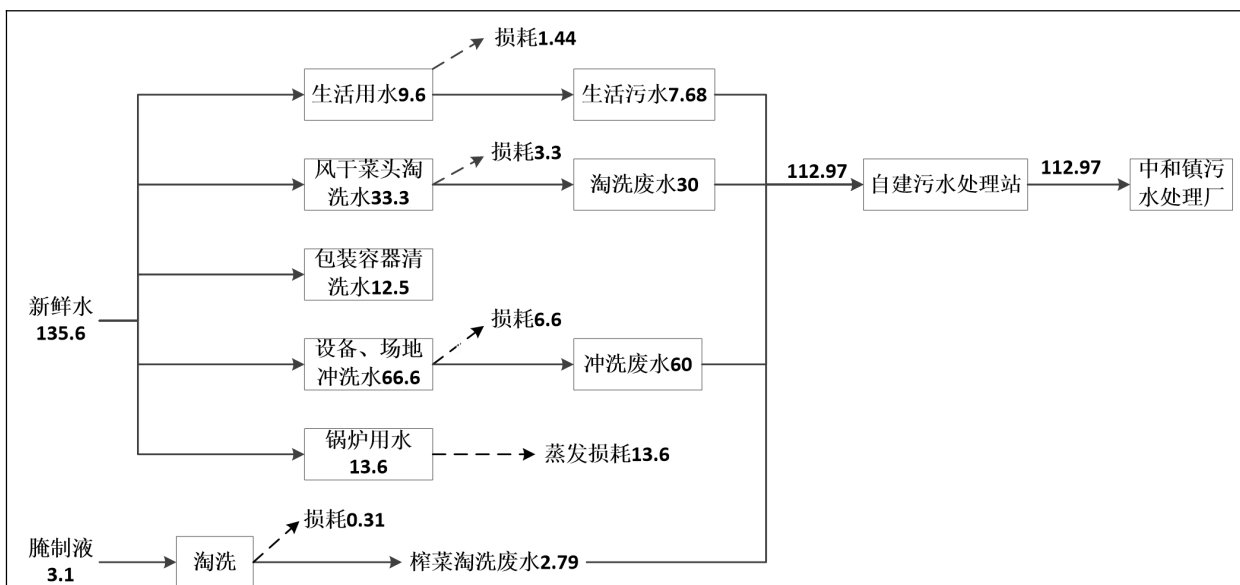 损耗1.44
生活用水9.6
生活污水7.68
损耗3.3
风干菜头淘
洗水33.3
淘洗废水30
112.97
自建污水处理站
112.97
中和镇污
水处理厂
包装容器清
洗水12.5
新鲜水
135.6
损耗6.6
设备、场地
冲洗水66.6
冲洗废水60
锅炉用水
13.6
蒸发损耗13.6
损耗0.31
腌制液
3.1
淘洗
榨菜淘洗废水2.79